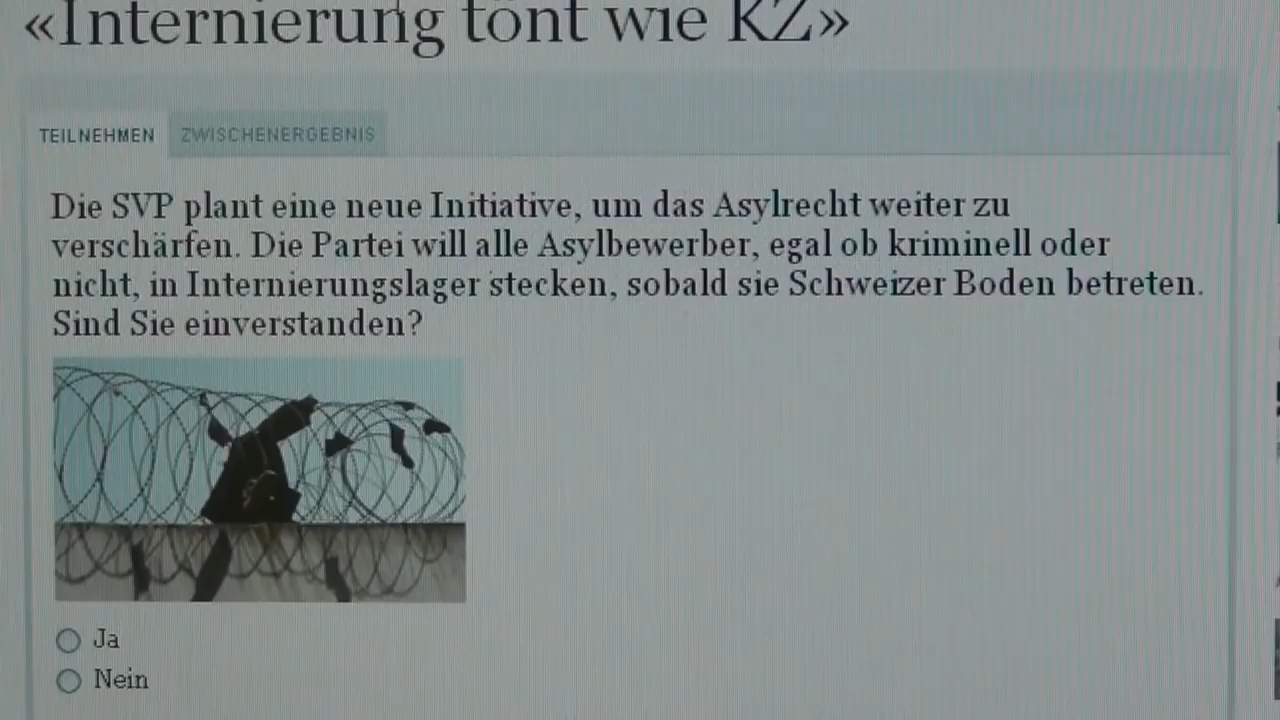 «Internierung tönt wie KZ»
TEILNEHMEN ZWISCHENERGEBNIS
Die SVP plant eine neue Initiative, um das Asylrecht weiter zu
verschärfen. Die Partei will alle Asylbewerber, egal ob kriminell oder
nicht, in Internierungslager stecken, sobald sie Schweizer Boden betreten.
Sind Sie einverstanden?
Ja
Nein